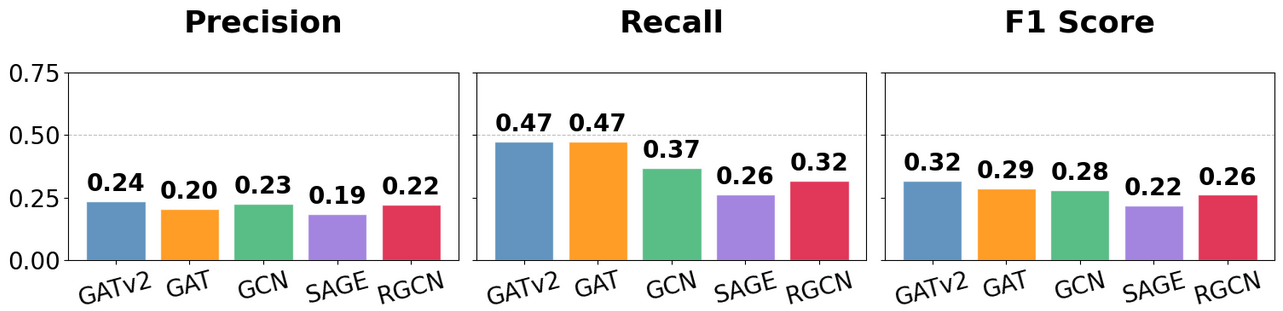 Precision Recall F1 Score
0.75
0.50
0.25
0.00
0.24 0.20 0.23 0.19 0.22
GATv2 GAT GCN SAGE RGCN
0.47 0.47 0.37 0.26 0.32
GATv2 GAT GCN SAGE RGCN
0.32 0.29 0.28 0.22 0.26
GATv2 GAT GCN SAGE RGCN